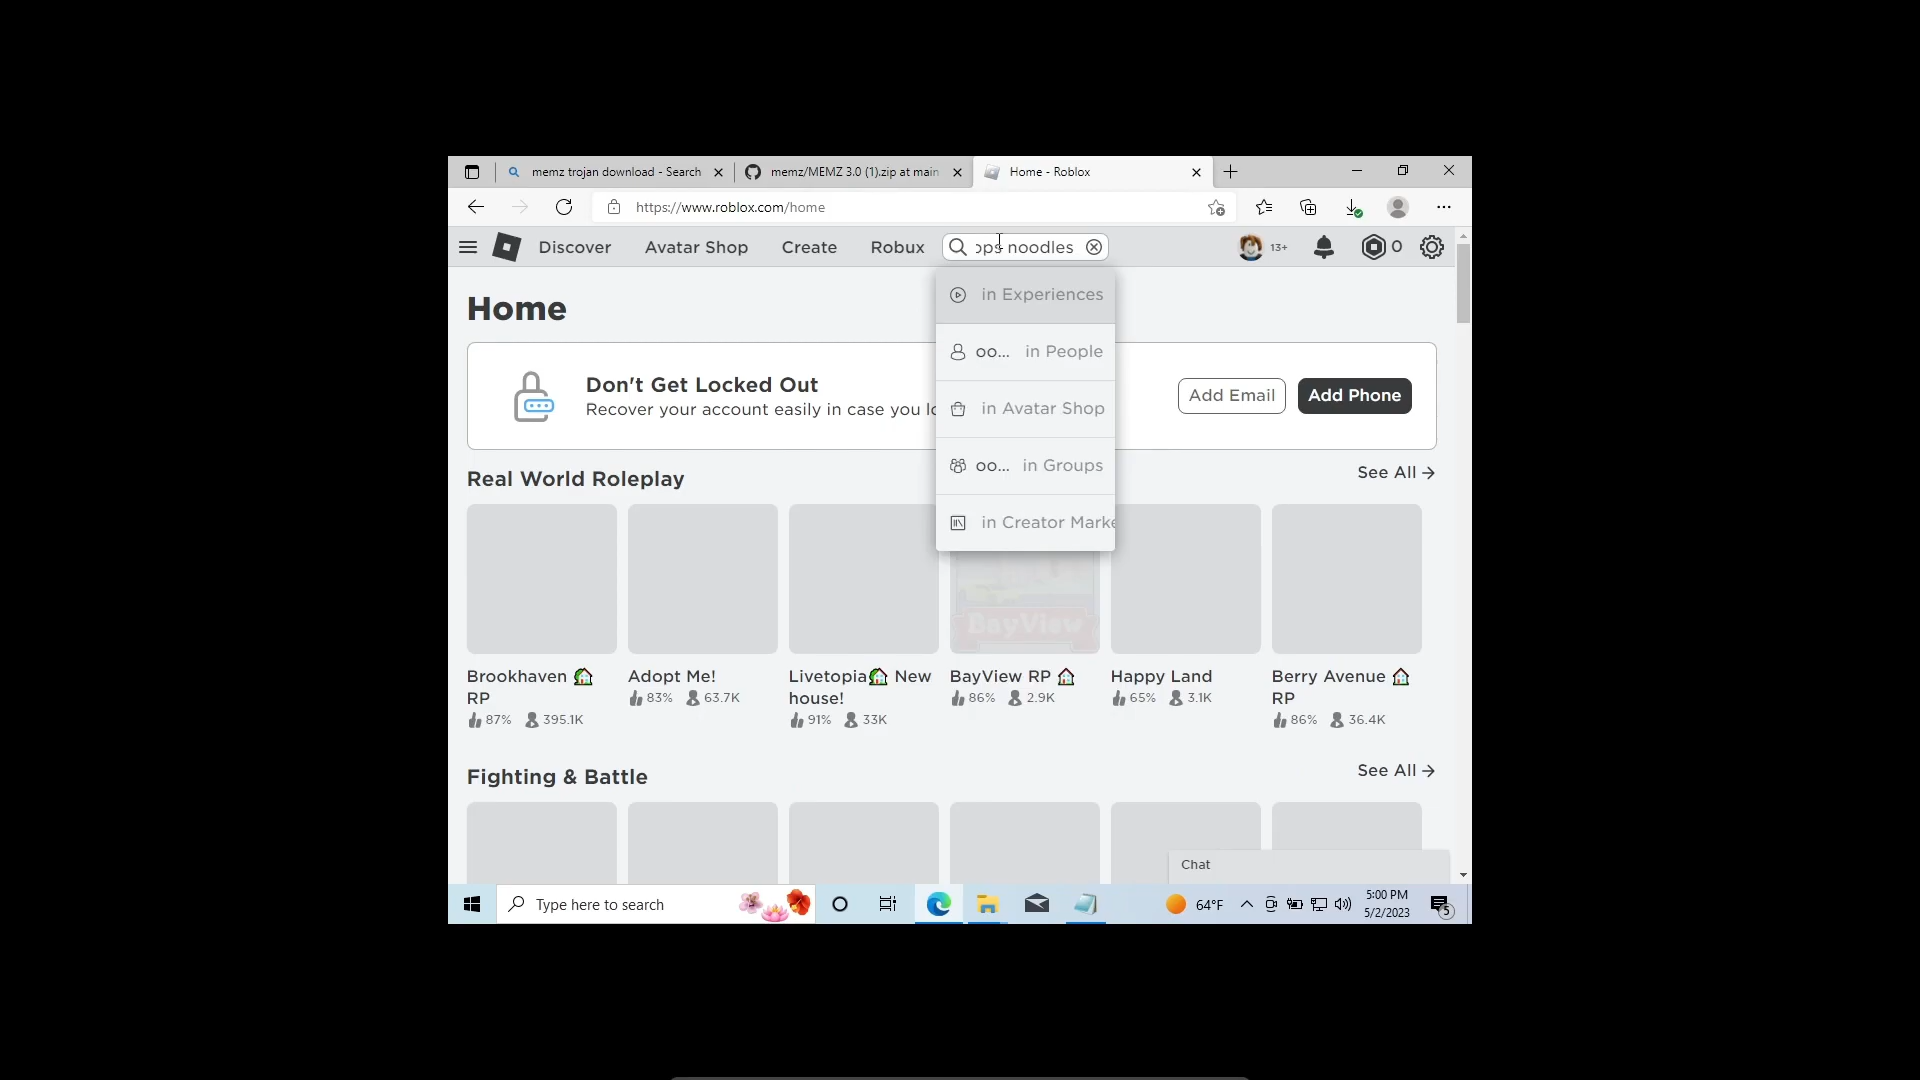 memz trojan download - Search
memz/MEMZ 3.0 (1).zip at main
Home - Roblox
https://www.roblox.com/home
Discover
Avatar Shop
Create
Robux
noodles
13+
0
in Experiences
oo... in People
in Avatar Shop
oo... in Groups
in Creator
Home
Don't Get Locked Out
Recover your account easily in case you
Add Email
Add Phone
Real World Roleplay
See All
Brookhaven
RP
87% 395.1K
Adopt Me!
83% 63.7K
Livetopia New
house!
91% 33K
BayView
BayView RP
86% 2.9K
Happy Land
65% 3.1K
Berry Avenue
RP
86% 36.4K
Fighting & Battle
See All
Chat
Type here to search
64°F
5:00 PM
5/2/2023
5